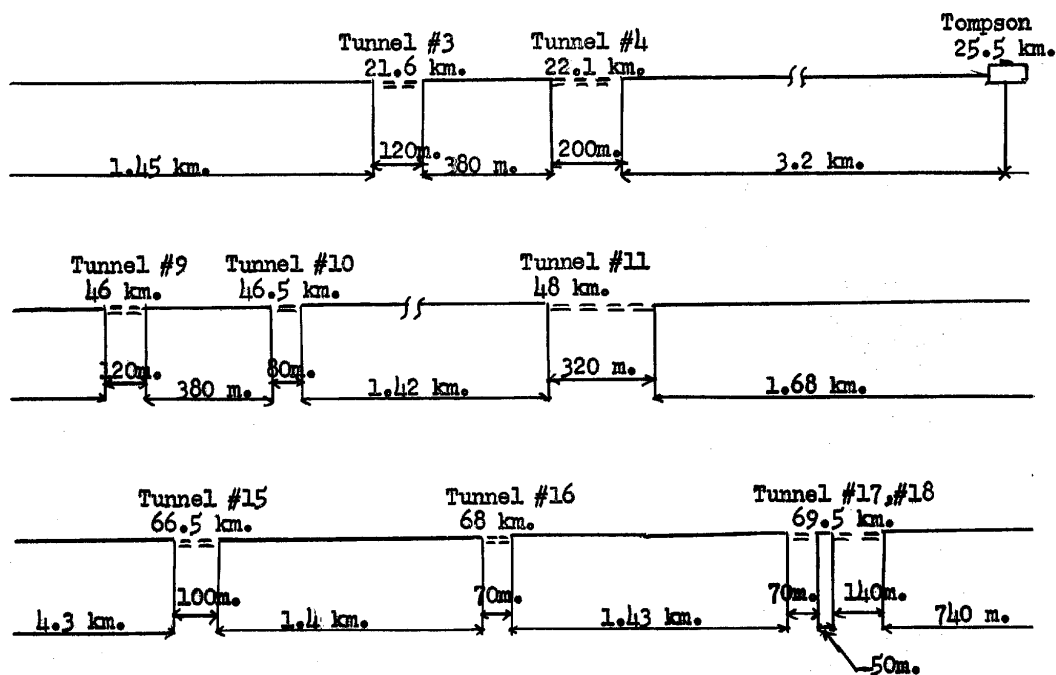 Tompson
25.5 km.
Tunnel #3
21.6 km.
Tunnel #4
22.1 km.
1.45 km.
120m.
380 m.
200m.
3.2 km.
Tunnel #9
46 km.
Tunnel #10
46.5 km.
Tunnel #11
48 km.
120m.
380 m.
80m.
1.42 km.
320 m.
1.68 km.
Tunnel #15
66.5 km.
Tunnel #16
68 km.
Tunnel #17,#18
69.5 km.
4.3 km.
100m.
1.4 km.
70m.
1.43 km.
70m.
140m.
740 m.
50m.